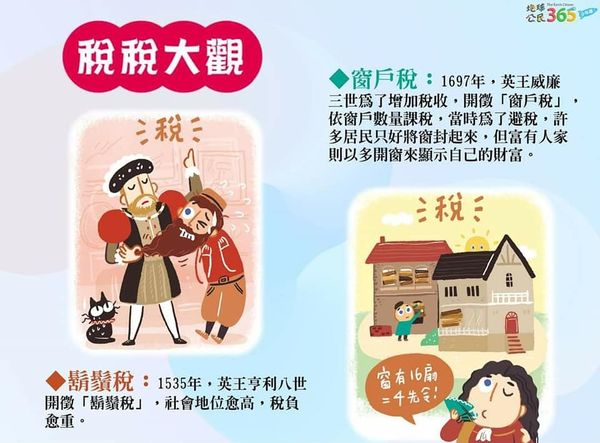 稅稅大觀
地球公民365
The Earth Citizen
稅
◆鬍鬚稅：1535年，英王亨利八世
開徵「鬍鬚稅」，社會地位愈高，稅負
愈重。
◆窗戶稅：1697年，英王威廉
三世為了增加稅收，開徵「窗戶稅」，
依窗戶數量課稅，當時為了避稅，許
多居民只好將窗封起來，但富有人家
則以多開窗來顯示自己的財富。
稅
窗有16扇
=4先令!